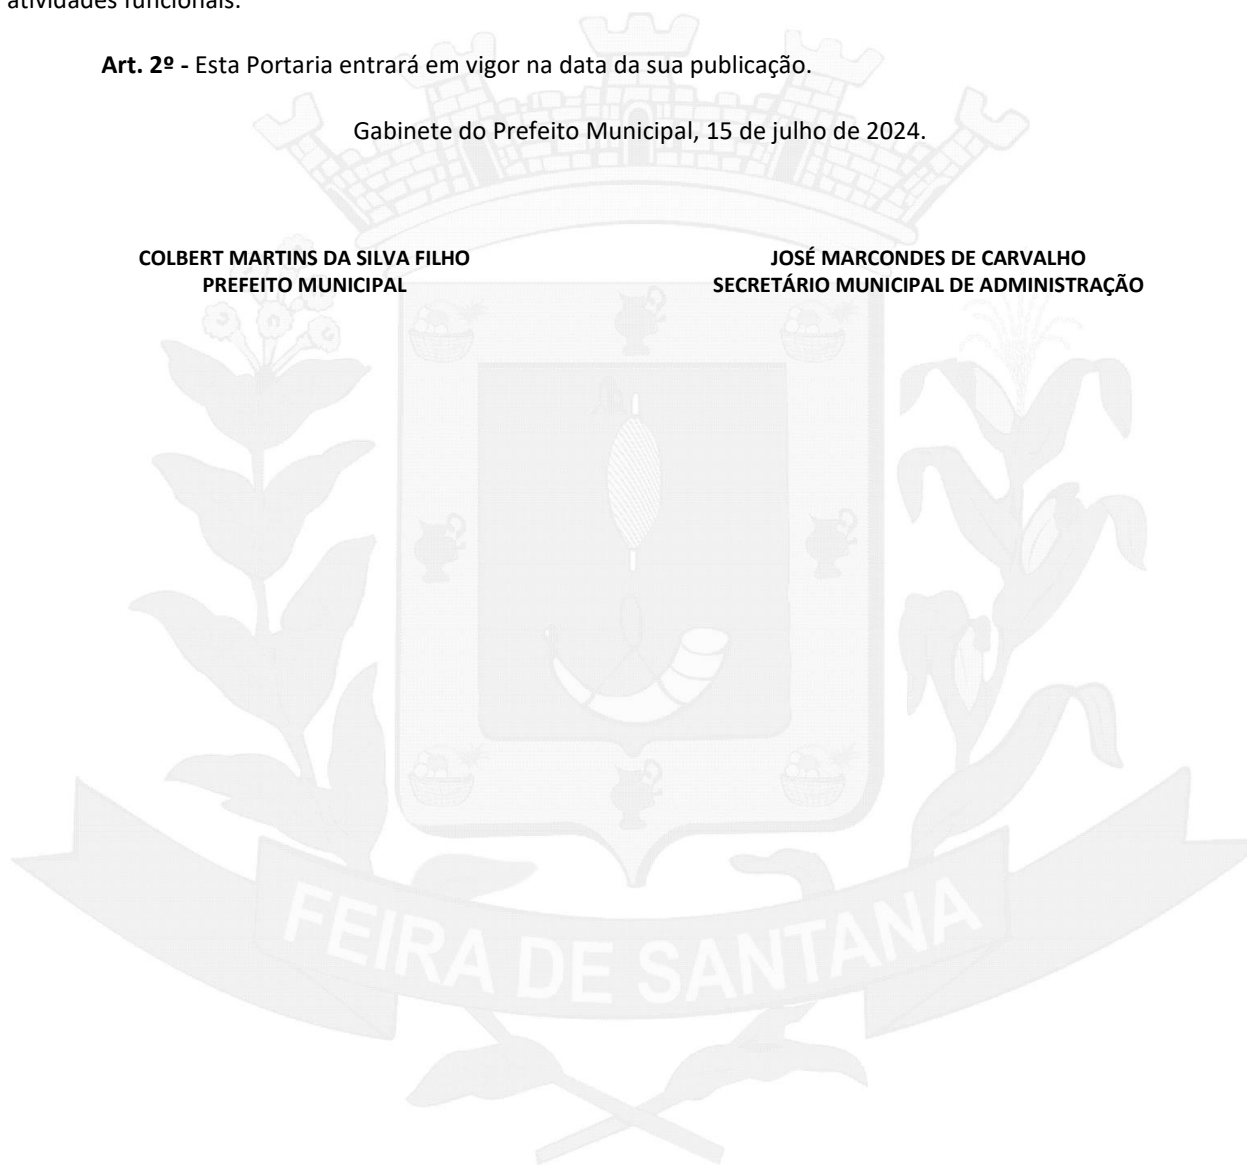 atividades funcionais.
Art. 2º - Esta Portaria entrará em vigor na data da sua publicação.
Gabinete do Prefeito Municipal, 15 de julho de 2024.
COLBERT MARTINS DA SILVA FILHO
PREFEITO MUNICIPAL
JOSÉ MARCONDES DE CARVALHO
SECRETÁRIO MUNICIPAL DE ADMINISTRAÇÃO
FEIRA DE SANTANA